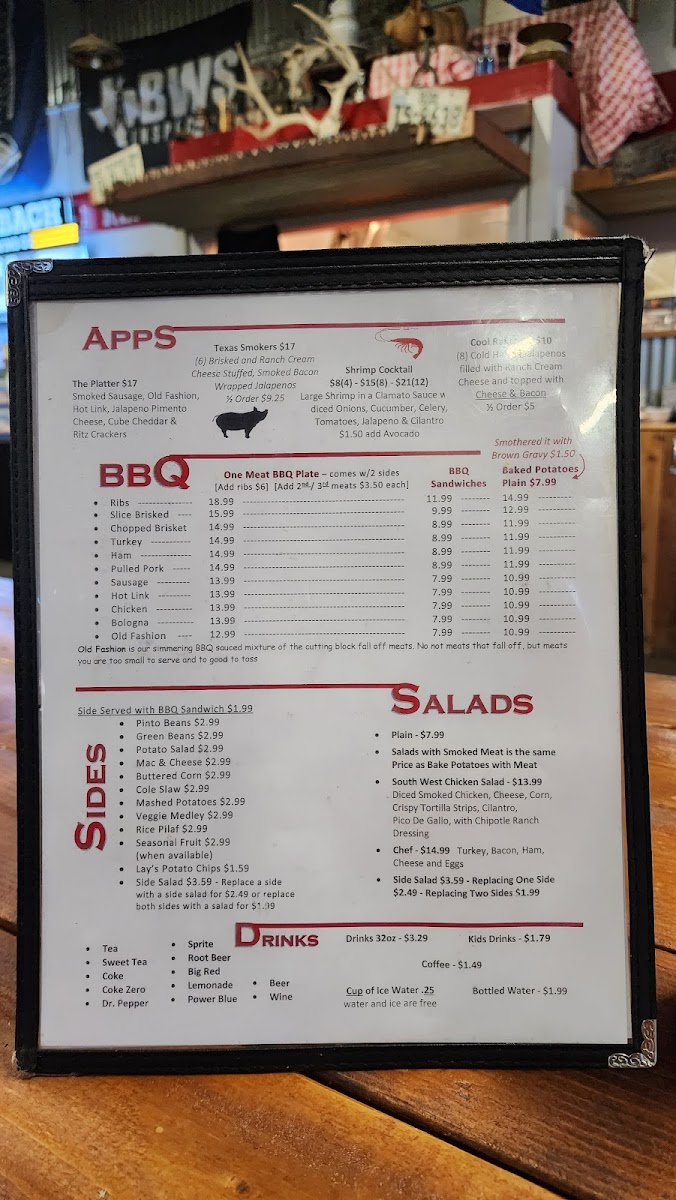 BWS
BACH
APPS
Texas Smokers $17
(6) Brisked and Ranch Cream
Cheese Stuffed, Smoked Bacon
Wrapped Jalapenos
½ Order $9.25
The Platter $17
Smoked Sausage, Old Fashion,
Hot Link, Jalapeno Pimento
Cheese, Cube Cheddar &
Ritz Crackers
Shrimp Cocktail
$8(4) - $15(8) - $21(12)
Large Shrimp in a Clamato Sauce w
diced Onions, Cucumber, Celery,
Tomatoes, Jalapeno & Cilantro
$1.50 add Avocado
Cool $10
(8) Cold Jalapenos
filled with Ranch Cream
Cheese and topped with
Cheese & Bacon
½ Order $5
Smothered it with
Brown Gravy $1.50
BBQ
One Meat BBQ Plate – comes w/2 sides
[Add ribs $6] [Add 2nd/ 3rd meats $3.50 each]
BBQ
Sandwiches
Baked Potatoes
Plain $7.99
• Ribs 18.99 11.99 14.99
• Slice Brisked 15.99 9.99 12.99
• Chopped Brisket 14.99 8.99 11.99
• Turkey 14.99 8.99 11.99
• Ham 14.99 8.99 11.99
• Pulled Pork 14.99 8.99 11.99
• Sausage 13.99 7.99 10.99
• Hot Link 13.99 7.99 10.99
• Chicken 13.99 7.99 10.99
• Bologna 13.99 7.99 10.99
• Old Fashion 12.99 7.99 10.99
Old Fashion is our simmering BBQ sauced mixture of the cutting block fall off meats. No not meats that fall off, but meats
you are too small to serve and to good to toss
SIDES
Side Served with BBQ Sandwich $1.99
• Pinto Beans $2.99
• Green Beans $2.99
• Potato Salad $2.99
• Mac & Cheese $2.99
• Buttered Corn $2.99
• Cole Slaw $2.99
• Mashed Potatoes $2.99
• Veggie Medley $2.99
• Rice Pilaf $2.99
• Seasonal Fruit $2.99
(when available)
• Lay's Potato Chips $1.59
• Side Salad $3.59 - Replace a side
with a side salad for $2.49 or replace
both sides with a salad for $1.99
SALADS
• Plain - $7.99
• Salads with Smoked Meat is the same
Price as Bake Potatoes with Meat
• South West Chicken Salad - $13.99
Diced Smoked Chicken, Cheese, Corn,
Crispy Tortilla Strips, Cilantro,
Pico De Gallo, with Chipotle Ranch
Dressing
• Chef - $14.99 Turkey, Bacon, Ham,
Cheese and Eggs
• Side Salad $3.59 - Replacing One Side
$2.49 - Replacing Two Sides $1.99
DRINKS
• Tea
• Sweet Tea
• Coke
• Coke Zero
• Dr. Pepper
• Sprite
• Root Beer
• Big Red
• Lemonade
• Power Blue
• Beer
• Wine
Drinks 32oz - $3.29
Kids Drinks - $1.79
Coffee - $1.49
Cup of Ice Water .25
water and ice are free
Bottled Water - $1.99